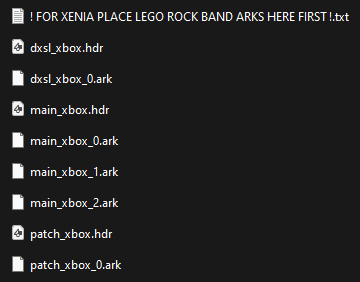 ! FOR XENIA PLACE LEGO ROCK BAND ARKS HERE FIRST !.txt
dxsl_xbox.hdr
dxsl_xbox_0.ark
main_xbox.hdr
main_xbox_0.ark
main_xbox_1.ark
main_xbox_2.ark
patch_xbox.hdr
patch_xbox_0.ark